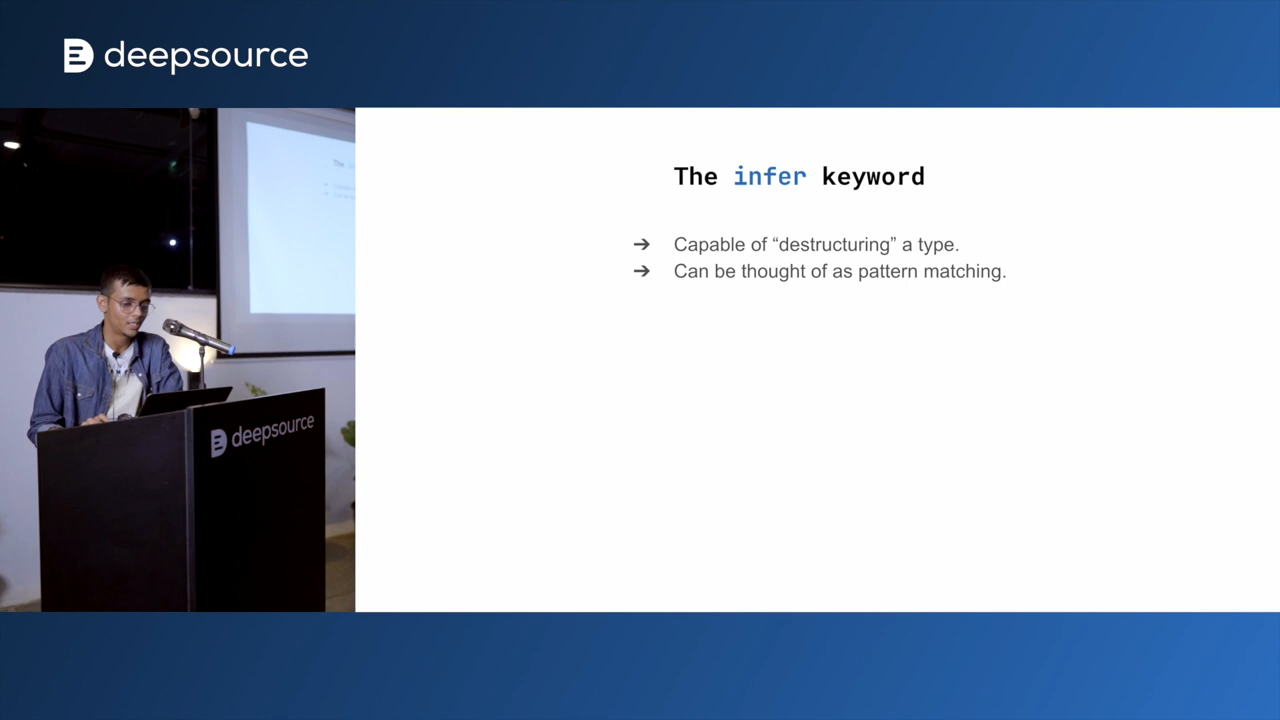 deepsource
The infer keyword
➔ Capable of “destructuring” a type.
➔ Can be thought of as pattern matching.
deepsource